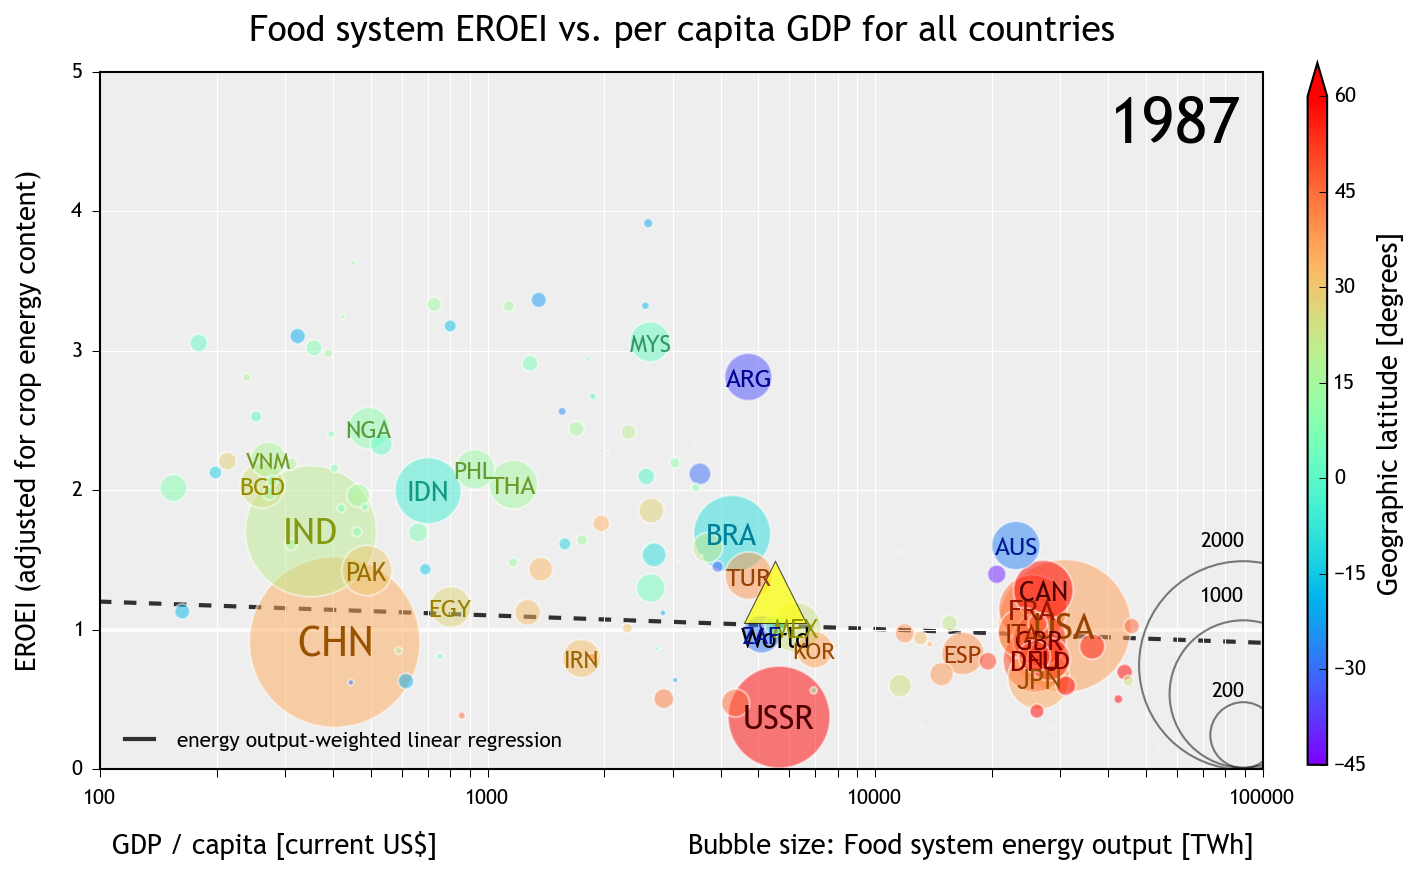 Food system EROEI vs. per capita GDP for all countries
1987
EROEI (adjusted for crop energy content)
5
4
3
2
1
0
MYS
ARG
NGA
VNM
BGD
PHL
THA
IDN
IND
BRA
AUS
PAK
TUR
CAN
EGY
FRA
USA
ITA
MEX
ZAF
World
GBR
KOR
ESP
IRN
DEU
NLD
JPN
CHN
USSR
2000
1000
200
energy output-weighted linear regression
100
1000
10000
100000
GDP / capita [current US$]
Bubble size: Food system energy output [TWh]
60
45
30
15
0
−15
−30
−45
Geographic latitude [degrees]